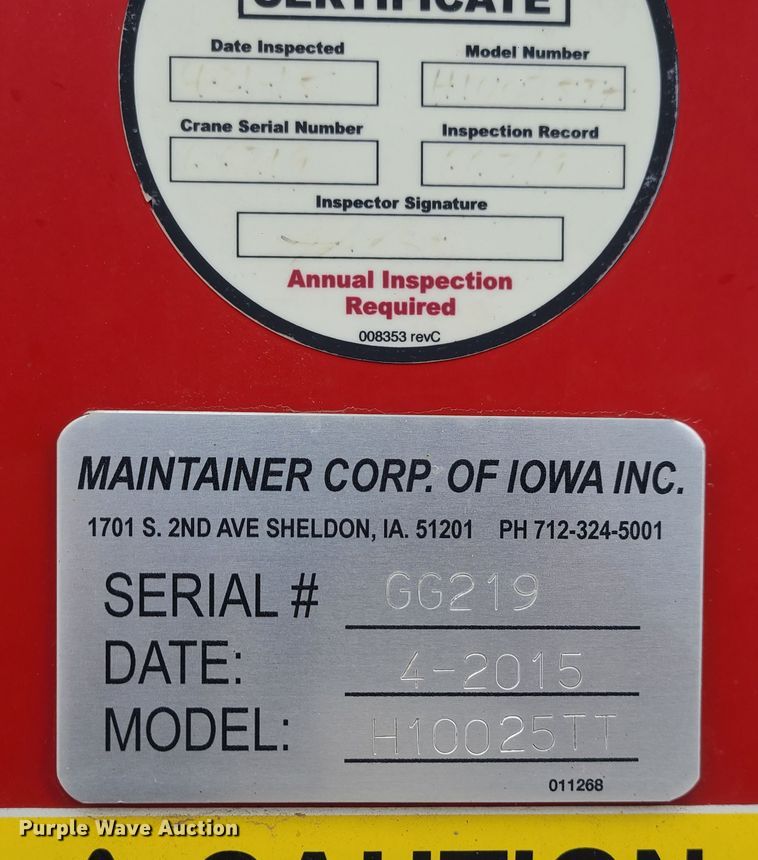 CERTIFICATE
Date Inspected Model Number
Crane Serial Number Inspection Record
Inspector Signature
Annual Inspection
Required
008353 revC
MAINTAINER CORP. OF IOWA INC.
1701 S. 2ND AVE SHELDON, IA. 51201 PH 712-324-5001
SERIAL # GG219
DATE: 4-2015
MODEL: H10025TT
011268
Purple Wave Auction
CAUTION